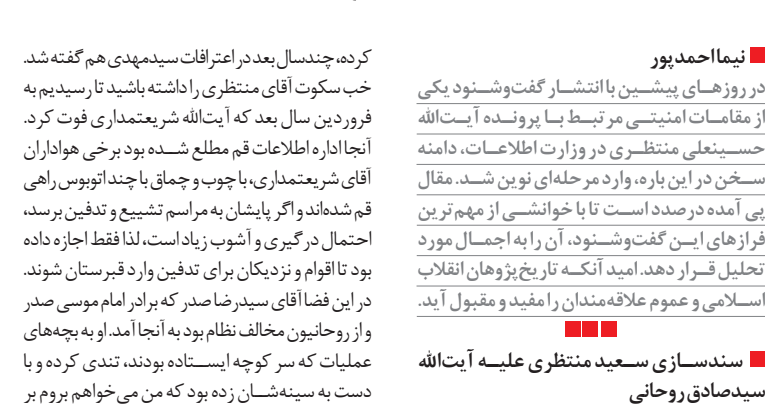 نیما احمدپور
در روزهای پیشین با انتشار گفت‌وشنود یکی
از مقامات امنیتی مرتبط با پرونده آیت‌الله
حسینعلی منتظری در وزارت اطلاعات، دامنه
سخن در این باره، وارد مرحله‌ای نوین شد. مقال
پی آمده درصدد است تا با خوانشی از مهم‌ترین
فرازهای این گفت‌وشنود، آن را به اجمال مورد
تحلیل قرار دهد. امید آنکه تاریخ‌پژوهان انقلاب
اسلامی و عموم علاقه‌مندان را مفید و مقبول آید.
سندسازی سعید منتظری علیه آیت‌الله
سیدصادق روحانی
کرده، چندسال بعد در اعترافات سیدمهدی هم گفته شد.
خب سکوت آقای منتظری را داشته باشید تا رسیدیم به
فروردین سال بعد که آیت‌الله شریعتمداری فوت کرد.
آنجا اداره اطلاعات قم مطلع شده بود برخی هواداران
آقای شریعتمداری، با چوب و چماق با چند اتوبوس راهی
قم شده‌اند و اگر پایشان به مراسم تشییع و تدفین برسد،
احتمال درگیری و آشوب زیاد است، لذا فقط اجازه داده
بود تا اقوام و نزدیکان برای تدفین وارد قبرستان شوند.
در این فضا آقای سیدرضا صدر که برادر امام موسی صدر
و از روحانیون مخالف نظام بود به آنجا آمد. او به بچه‌های
عملیات که سر کوچه ایستاده بودند، تندی کرده و با
دست به سینه‌شان زده بود که من می‌خواهم بروم بر